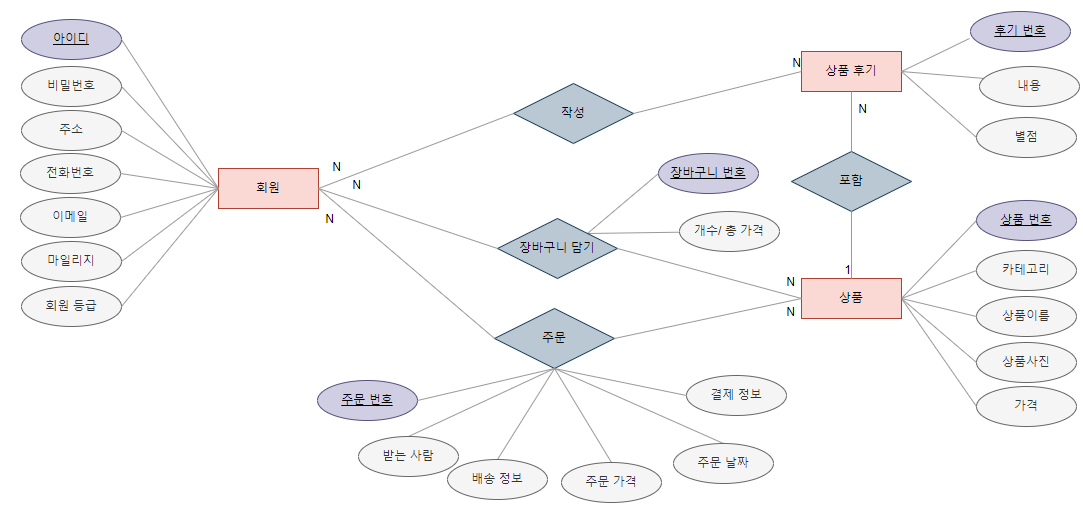 아이디
비밀번호
주소
전화번호
이메일
마일리지
회원 등급
회원
N
N
N
작성
N
상품 후기
후기 번호
내용
별점
N
포함
1
장바구니 번호
개수/ 총 가격
장바구니 담기
N
N
상품
상품 번호
카테고리
상품이름
상품사진
가격
주문
주문 번호
받는 사람
배송 정보
주문 가격
주문 날짜
결제 정보